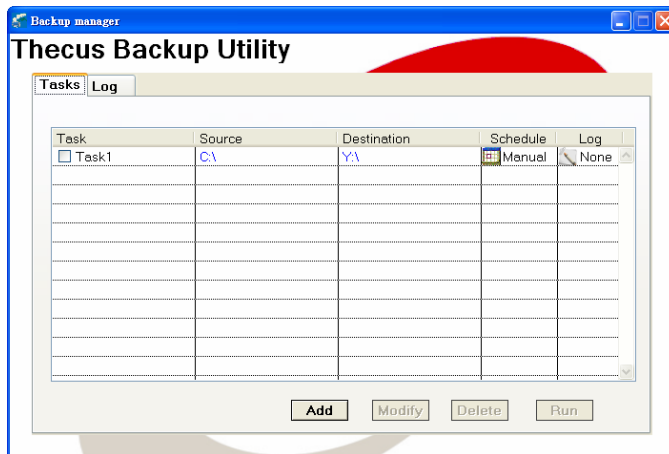 Backup manager
Thecus Backup Utility
Tasks Log
Task Source Destination Schedule Log
Task1 C:\ Y:\ Manual None
Add Modify Delete Run